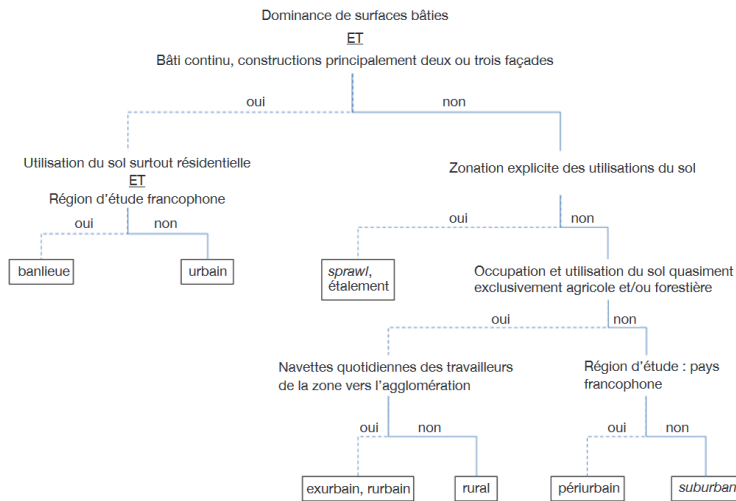 Dominance de surfaces bâties
ET
Bâti continu, constructions principalement deux ou trois façades
oui
non
Utilisation du sol surtout résidentielle
ET
Région d'étude francophone
Zonation explicite des utilisations du sol
oui
non
oui
non
banlieue
urbain
sprawl,
étalement
Occupation et utilisation du sol quasiment
exclusivement agricole et/ou forestière
oui
non
Navettes quotidiennes des travailleurs
de la zone vers l'agglomération
Région d'étude : pays
francophone
oui
non
oui
non
exurbain, rurbain
rural
périurbain
suburban